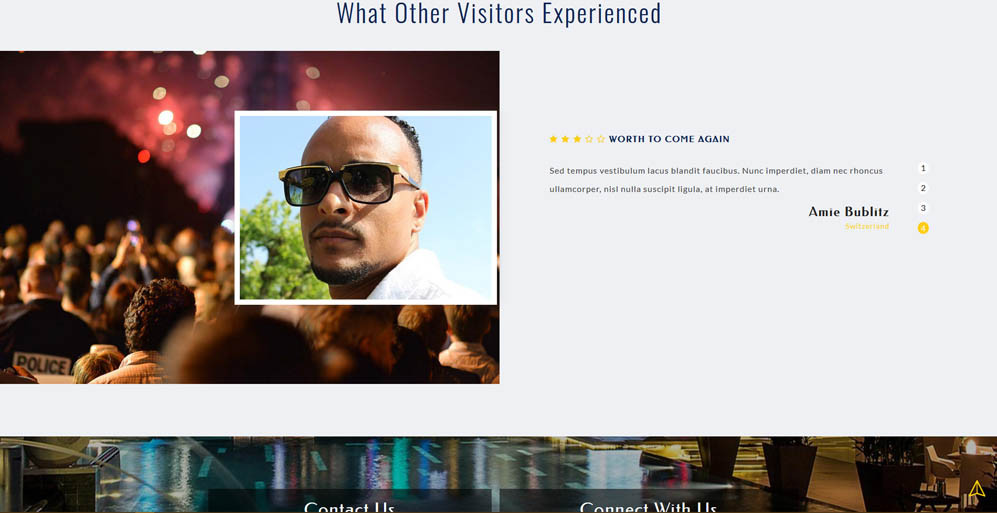 What Other Visitors Experienced
WORTH TO COME AGAIN
Sed tempus vestibulum lacus blandit faucibus. Nunc imperdiet, diam nec rhoncus
ullamcorper, nisl nulla suscipit ligula, at imperdiet urna.
Amie Bublitz
Switzerland
1
2
3
4
POLICE
Contact Us
Connect With Us